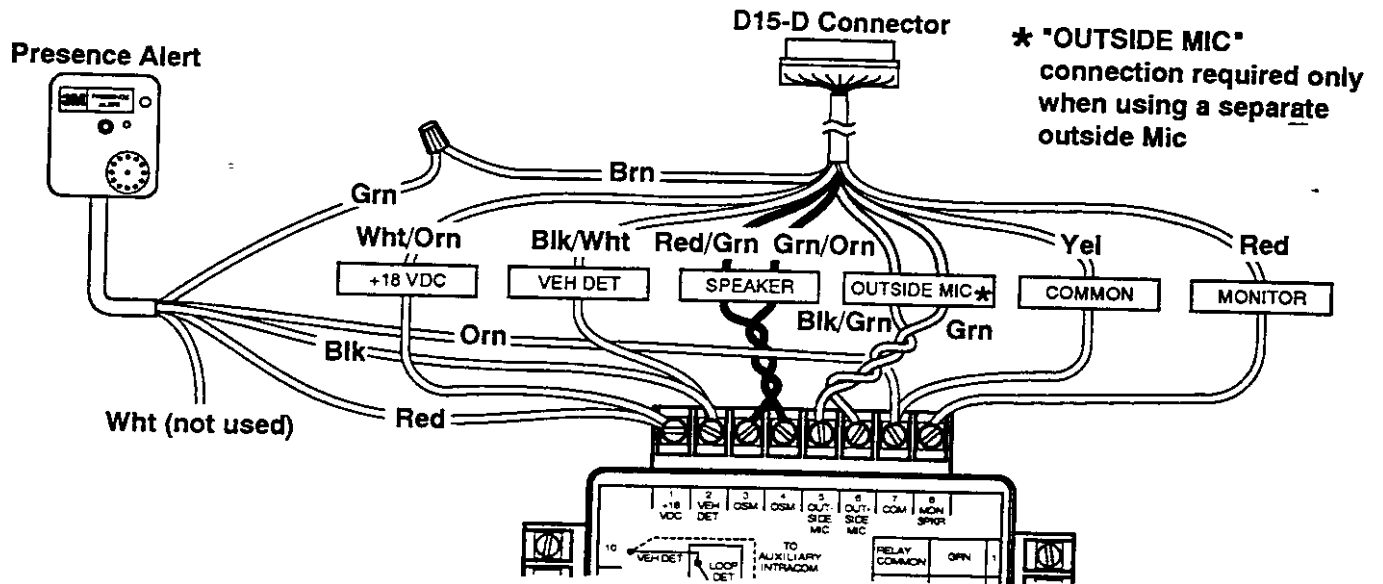 D15-D Connector
* "OUTSIDE MIC"
connection required only
when using a separate
outside Mic
Presence Alert
3M PRESENCE
ALERT
Brn
Grn
Wht/Orn
Blk/Wht
Red/Grn
Grn/Orn
Yel
Red
+18 VDC
VEH DET
SPEAKER
OUTSIDE MIC*
COMMON
MONITOR
Blk/Grn
Grn
Orn
Blk
Wht (not used)
Red
1 +18 VDC
2 VEH DET
3 OSM
4 OSM
5 OUT-SIDE MIC
6 OUT-SIDE MIC
7 COM
8 MON SPKR
10
VEH DET
LOOP
DET
TO
AUXILIARY
INTRACOM
RELAY
COMMON
GRN
1